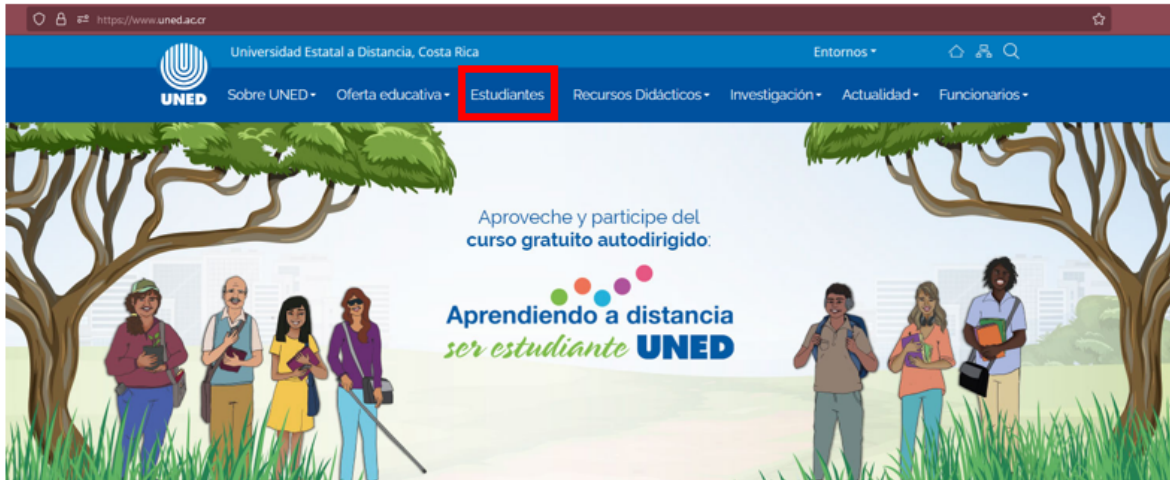 https://www.uned.ac.cr
Universidad Estatal a Distancia, Costa Rica
Entornos
UNED
Sobre UNED
Oferta educativa
Estudiantes
Recursos Didácticos
Investigación
Actualidad
Funcionarios
Aproveche y participe del
curso gratuito autodirigido:
Aprendiendo a distancia
ser estudiante UNED